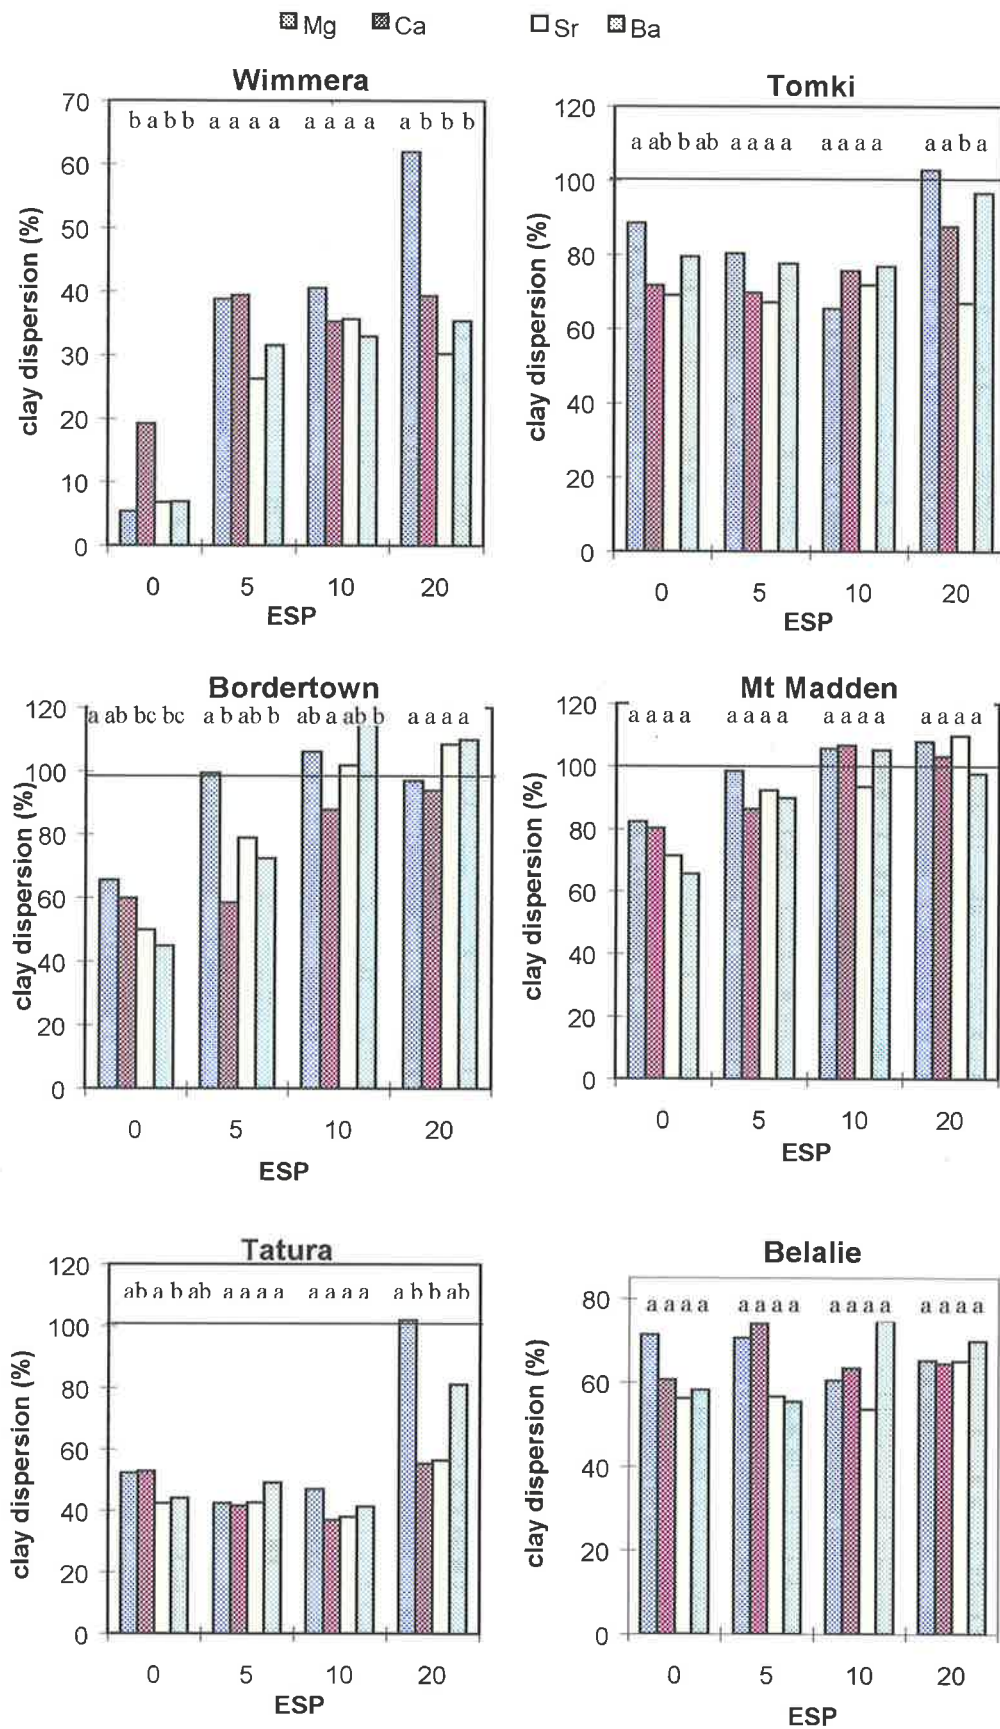 Mg Ca Sr Ba
Wimmera
70
b a b b a a a a a a a a a b b b
60
50
40
30
20
10
0
clay dispersion (%)
0 5 10 20
ESP
Tomki
120
a ab b ab a a a a a a a a a a b a
100
80
60
40
20
0
clay dispersion (%)
0 5 10 20
ESP
Bordertown
120
a ab bc bc a b ab b ab a ab b a a a a
100
80
60
40
20
0
clay dispersion (%)
0 5 10 20
ESP
Mt Madden
120
a a a a a a a a a a a a a a a a
100
80
60
40
20
0
clay dispersion (%)
0 5 10 20
ESP
Tatura
120
ab a b ab a a a a a a a a a b b ab
100
80
60
40
20
0
clay dispersion (%)
0 5 10 20
ESP
Belalie
80
a a a a a a a a a a a a a a a a
60
40
20
0
clay dispersion (%)
0 5 10 20
ESP